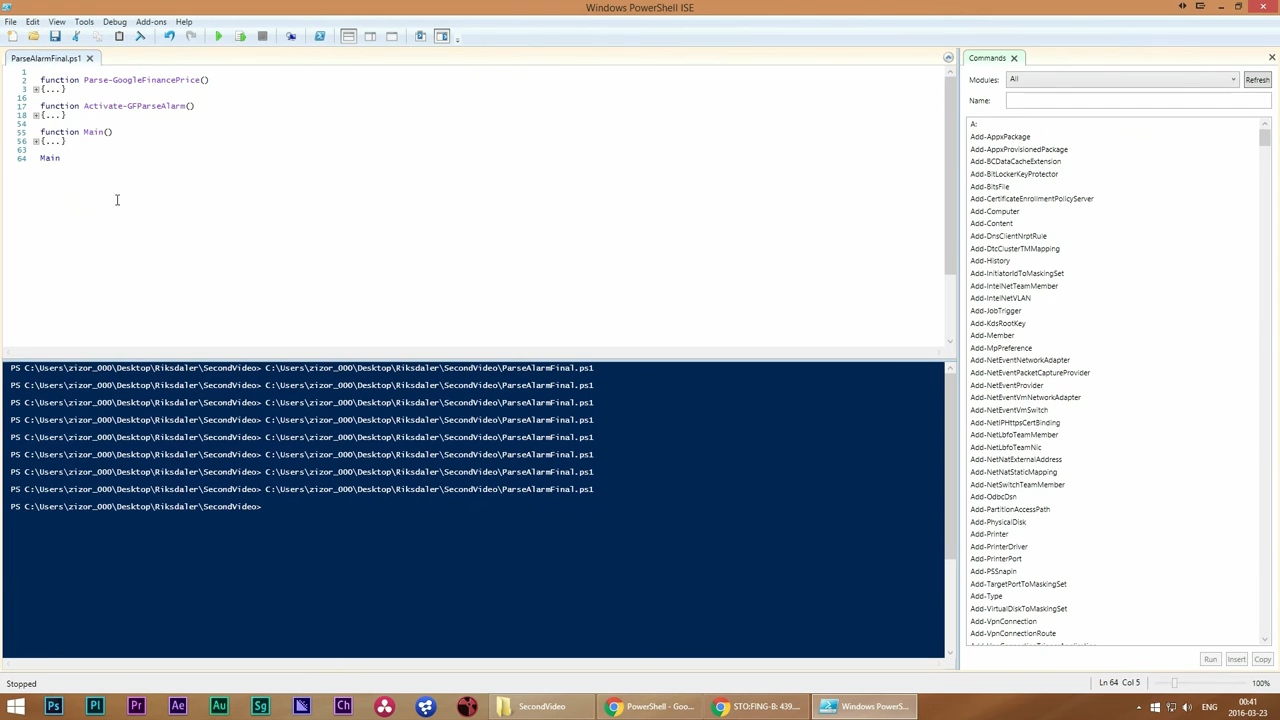 Windows PowerShell ISE
File Edit View Tools Debug Add-ons Help
ParseAlarmFinal.ps1
1
2 function Parse-GoogleFinancePrice()
3 {...}
16
17 function Activate-GFParseAlarm()
18 {...}
54
55 function Main()
56 {...}
63
64 Main
PS C:\Users\zizor_000\Desktop\Riksdaler\SecondVideo> C:\Users\zizor_000\Desktop\Riksdaler\SecondVideo\ParseAlarmFinal.ps1
PS C:\Users\zizor_000\Desktop\Riksdaler\SecondVideo> C:\Users\zizor_000\Desktop\Riksdaler\SecondVideo\ParseAlarmFinal.ps1
PS C:\Users\zizor_000\Desktop\Riksdaler\SecondVideo> C:\Users\zizor_000\Desktop\Riksdaler\SecondVideo\ParseAlarmFinal.ps1
PS C:\Users\zizor_000\Desktop\Riksdaler\SecondVideo> C:\Users\zizor_000\Desktop\Riksdaler\SecondVideo\ParseAlarmFinal.ps1
PS C:\Users\zizor_000\Desktop\Riksdaler\SecondVideo> C:\Users\zizor_000\Desktop\Riksdaler\SecondVideo\ParseAlarmFinal.ps1
PS C:\Users\zizor_000\Desktop\Riksdaler\SecondVideo> C:\Users\zizor_000\Desktop\Riksdaler\SecondVideo\ParseAlarmFinal.ps1
PS C:\Users\zizor_000\Desktop\Riksdaler\SecondVideo> C:\Users\zizor_000\Desktop\Riksdaler\SecondVideo\ParseAlarmFinal.ps1
PS C:\Users\zizor_000\Desktop\Riksdaler\SecondVideo> C:\Users\zizor_000\Desktop\Riksdaler\SecondVideo\ParseAlarmFinal.ps1
PS C:\Users\zizor_000\Desktop\Riksdaler\SecondVideo>
Commands
Modules: All Refresh
Name:
A:
Add-AppxPackage
Add-AppxProvisionedPackage
Add-BCDataCacheExtension
Add-BitLockerKeyProtector
Add-BitsFile
Add-CertificateEnrollmentPolicyServer
Add-Computer
Add-Content
Add-DnsClientNrptRule
Add-DtcClusterTMMapping
Add-History
Add-InitiatorIdToMaskingSet
Add-IntelNetTeamMember
Add-IntelNetVLAN
Add-JobTrigger
Add-KdsRootKey
Add-Member
Add-MpPreference
Add-NetEventNetworkAdapter
Add-NetEventPacketCaptureProvider
Add-NetEventProvider
Add-NetEventVmNetworkAdapter
Add-NetEventVmSwitch
Add-NetIPHttpsCertBinding
Add-NetLbfoTeamMember
Add-NetLbfoTeamNic
Add-NetNatExternalAddress
Add-NetNatStaticMapping
Add-NetSwitchTeamMember
Add-OdbcDsn
Add-PartitionAccessPath
Add-PhysicalDisk
Add-Printer
Add-PrinterDriver
Add-PrinterPort
Add-PSSnapin
Add-TargetPortToMaskingSet
Add-Type
Add-VirtualDiskToMaskingSet
Add-VpnConnection
Add-VpnConnectionRoute
Add-VpnConnectionTriggerApplication
Run Insert Copy
Stopped
Ln 64 Col 5 100%
Ps Pl Pr Ae Au Sg Ch SecondVideo PowerShell - Goo... STO:FING-B: 439.... Windows PowerS... ENG
00:41
2016-03-23